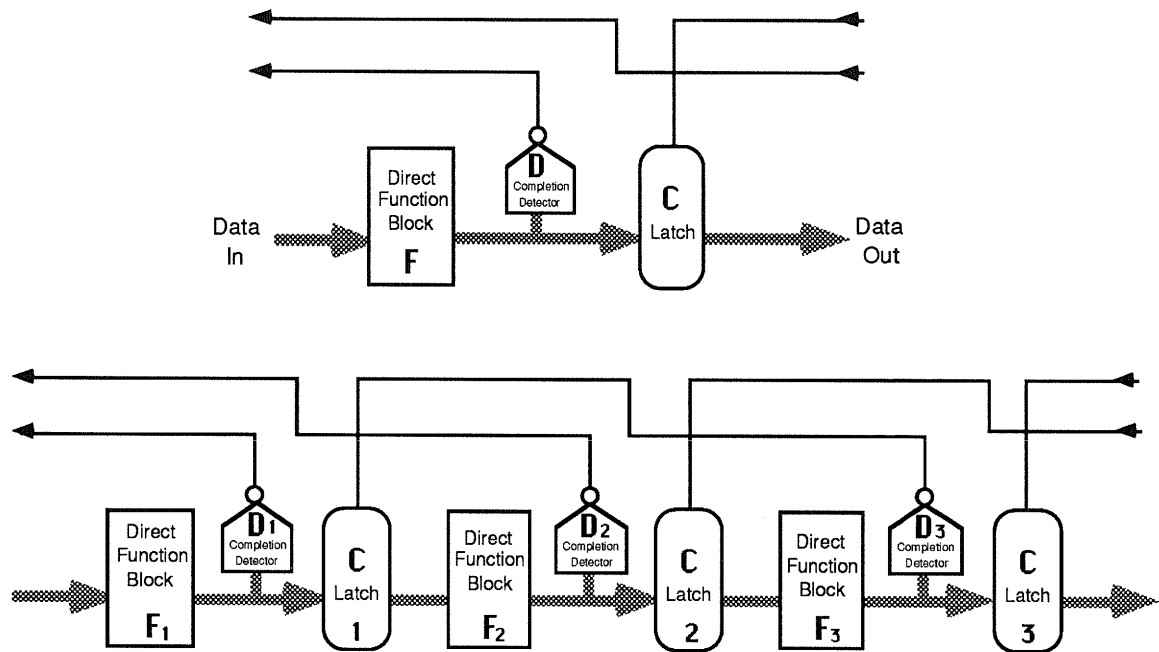 D
Completion
Detector
Direct
Function
Block
F
C
Latch
Data
In
Data
Out
D1
Completion
Detector
D2
Completion
Detector
D3
Completion
Detector
Direct
Function
Block
F1
C
Latch
1
Direct
Function
Block
F2
C
Latch
2
Direct
Function
Block
F3
C
Latch
3